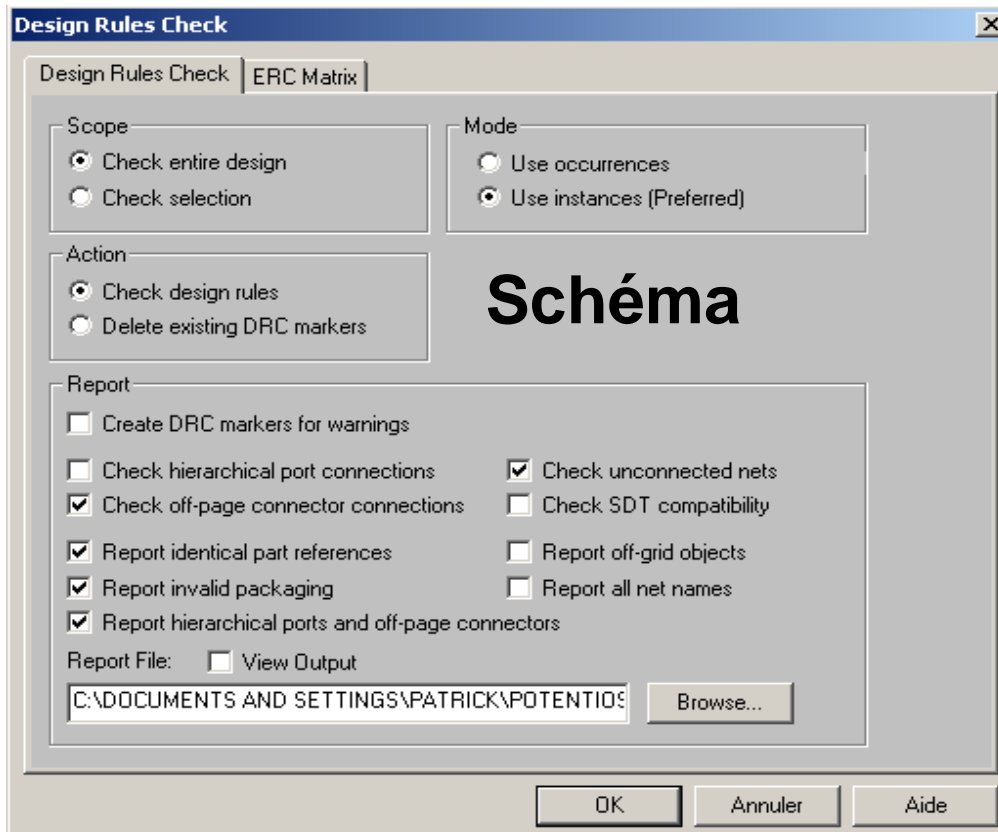 Design Rules Check
Design Rules Check
ERC Matrix
Scope
Check entire design
Check selection
Mode
Use occurrences
Use instances (Preferred)
Action
Check design rules
Delete existing DRC markers
Schéma
Report
Create DRC markers for warnings
Check hierarchical port connections
Check unconnected nets
Check off-page connector connections
Check SDT compatibility
Report identical part references
Report off-grid objects
Report invalid packaging
Report all net names
Report hierarchical ports and off-page connectors
Report File:
View Output
C:\DOCUMENTS AND SETTINGS\PATRICK\POTENTIOS
Browse...
OK
Annuler
Aide